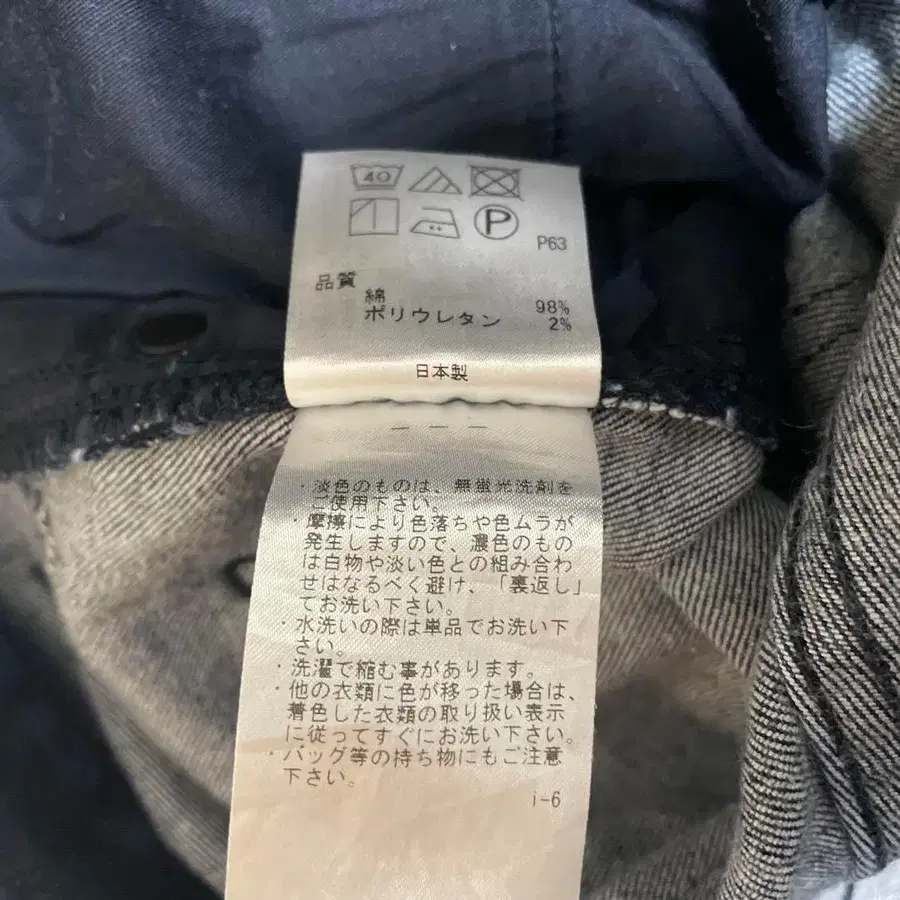 40
P
P63
品質
綿 98%
ポリウレタン 2%
日本製
・淡色のものは、無蛍光洗剤を
ご使用下さい。
・摩擦により色落ちや色ムラが
発生しますので、濃色のもの
は白物や淡い色との組み合わ
せはなるべく避け、「裏返し」
てお洗い下さい。
・水洗いの際は単品でお洗い下
さい。
・洗濯で縮む事があります。
・他の衣類に色が移った場合は、
着色した衣類の取り扱い表示
に従ってすぐにお洗い下さい。
・バッグ等の持ち物にもご注意
下さい。
i-6